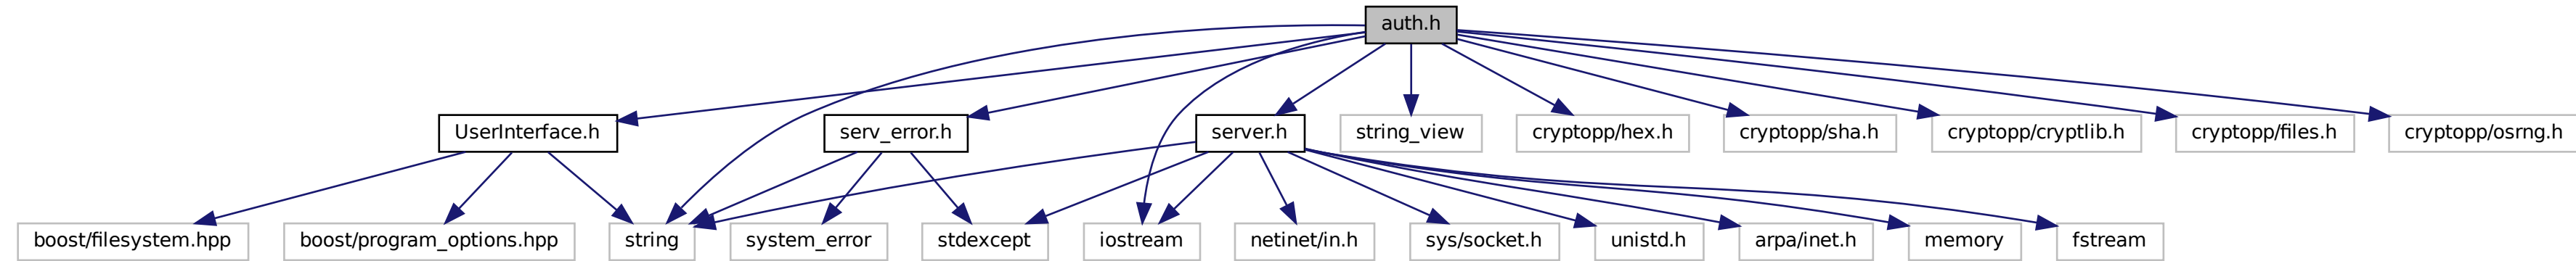 auth.h
UserInterface.h
serv_error.h
server.h
string_view
cryptopp/hex.h
cryptopp/sha.h
cryptopp/cryptlib.h
cryptopp/files.h
cryptopp/osrng.h
boost/filesystem.hpp
boost/program_options.hpp
string
system_error
stdexcept
iostream
netinet/in.h
sys/socket.h
unistd.h
arpa/inet.h
memory
fstream